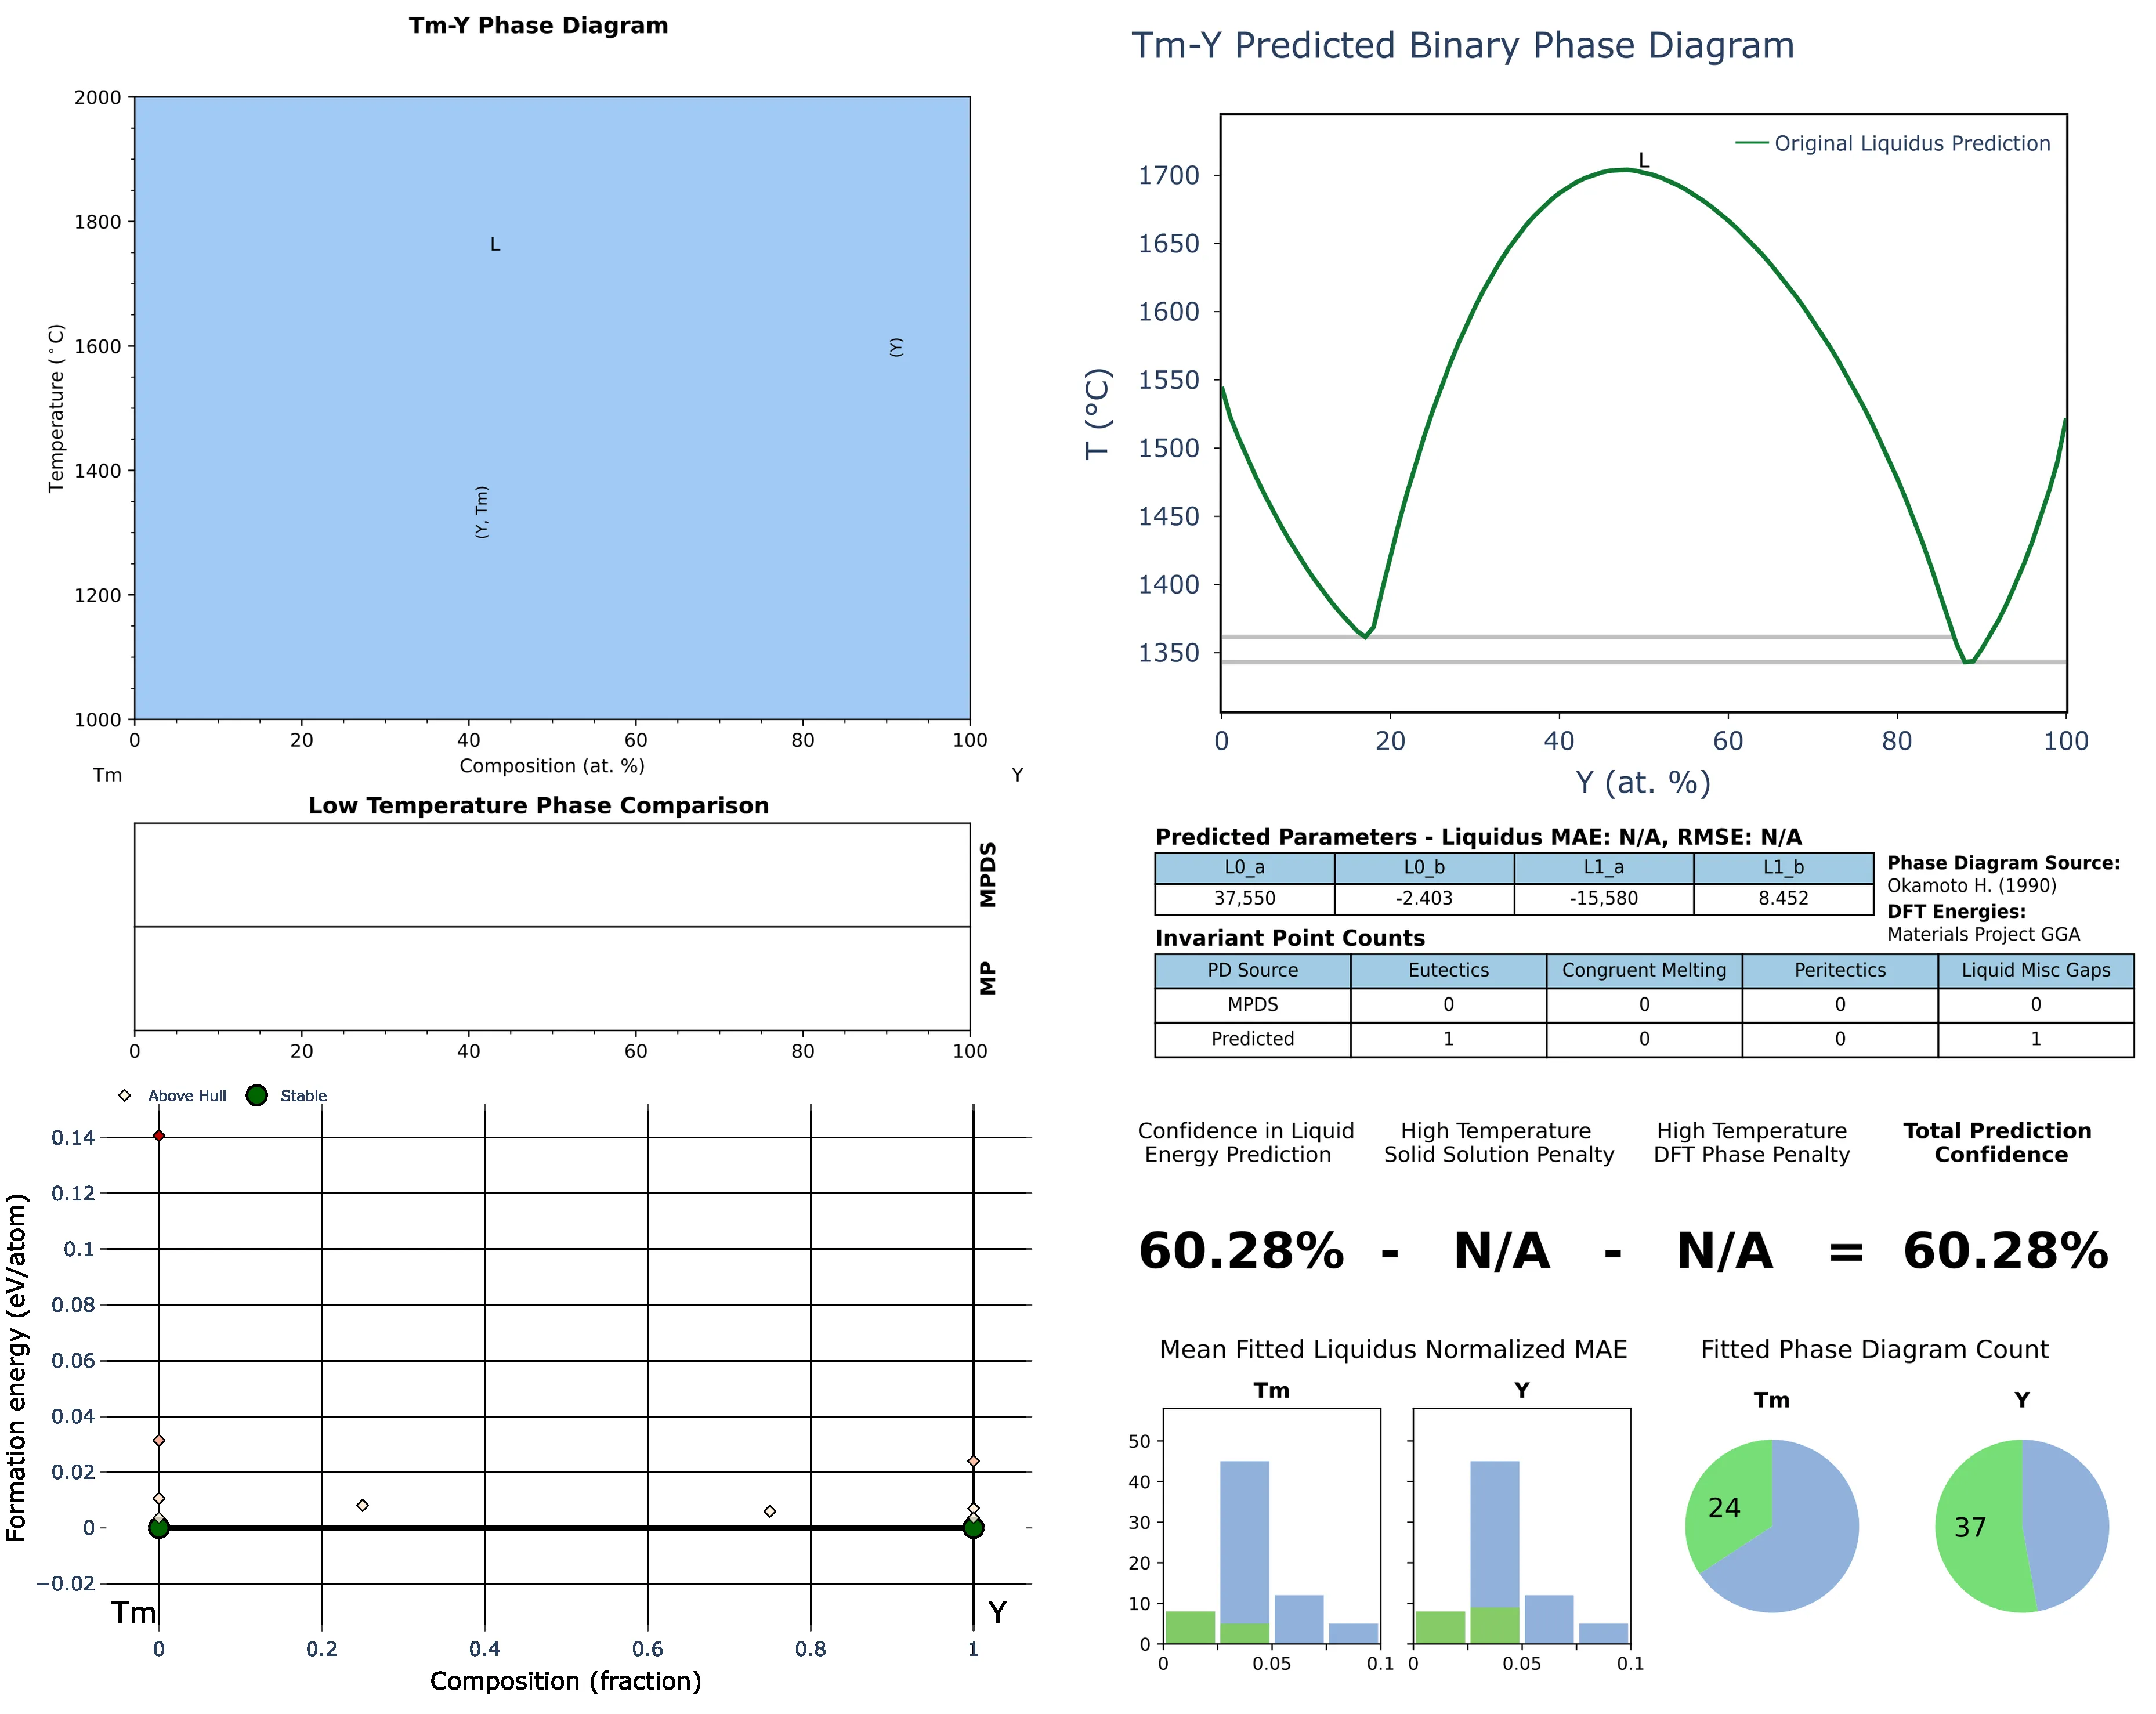 Tm-Y Phase Diagram
2000
1800
1600
1400
1200
1000
Temperature (°C)
L
(Y)
(Y, Tm)
0 20 40 60 80 100
Tm Composition (at. %) Y
Low Temperature Phase Comparison
MPDS
MP
0 20 40 60 80 100
Above Hull Stable
0.14
0.12
0.1
0.08
0.06
0.04
0.02
0
−0.02
Formation energy (eV/atom)
Tm Y
0 0.2 0.4 0.6 0.8 1
Composition (fraction)
Tm-Y Predicted Binary Phase Diagram
Original Liquidus Prediction
L
1700
1650
1600
1550
1500
1450
1400
1350
T (°C)
0 20 40 60 80 100
Y (at. %)
Predicted Parameters - Liquidus MAE: N/A, RMSE: N/A
L0_a L0_b L1_a L1_b
37,550 -2.403 -15,580 8.452
Phase Diagram Source:
Okamoto H. (1990)
DFT Energies:
Materials Project GGA
Invariant Point Counts
PD Source Eutectics Congruent Melting Peritectics Liquid Misc Gaps
MPDS 0 0 0 0
Predicted 1 0 0 1
Confidence in Liquid
Energy Prediction
High Temperature
Solid Solution Penalty
High Temperature
DFT Phase Penalty
Total Prediction
Confidence
60.28% - N/A - N/A = 60.28%
Mean Fitted Liquidus Normalized MAE
Tm Y
50
40
30
20
10
0
0 0.05 0.1 0 0.05 0.1
Fitted Phase Diagram Count
Tm Y
24 37